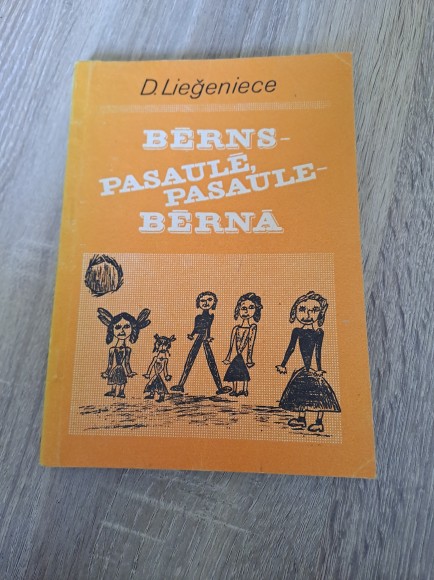 D. Lieģeniece
BĒRNS-
PASAULĒ,
PASAULE-
BĒRNĀ